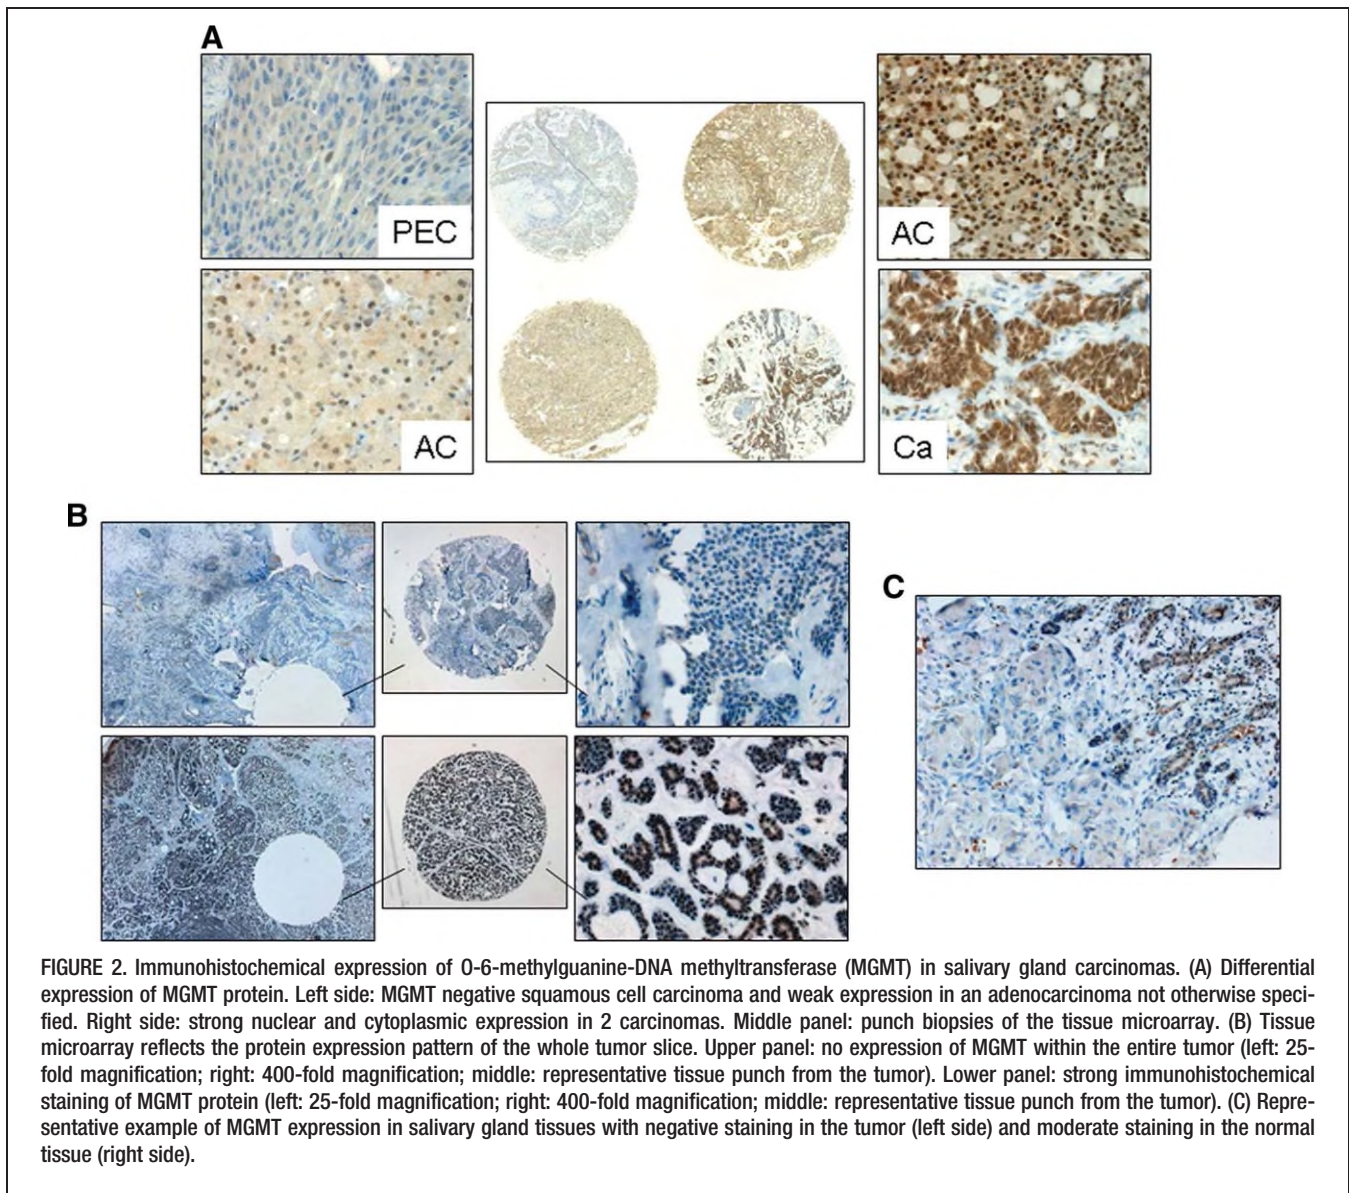 A
PEC
AC
AC
Ca
B
C
FIGURE 2. Immunohistochemical expression of O-6-methylguanine-DNA methyltransferase (MGMT) in salivary gland carcinomas. (A) Differential
expression of MGMT protein. Left side: MGMT negative squamous cell carcinoma and weak expression in an adenocarcinoma not otherwise speci-
fied. Right side: strong nuclear and cytoplasmic expression in 2 carcinomas. Middle panel: punch biopsies of the tissue microarray. (B) Tissue
microarray reflects the protein expression pattern of the whole tumor slice. Upper panel: no expression of MGMT within the entire tumor (left: 25-
fold magnification; right: 400-fold magnification; middle: representative tissue punch from the tumor). Lower panel: strong immunohistochemical
staining of MGMT protein (left: 25-fold magnification; right: 400-fold magnification; middle: representative tissue punch from the tumor). (C) Repre-
sentative example of MGMT expression in salivary gland tissues with negative staining in the tumor (left side) and moderate staining in the normal
tissue (right side).